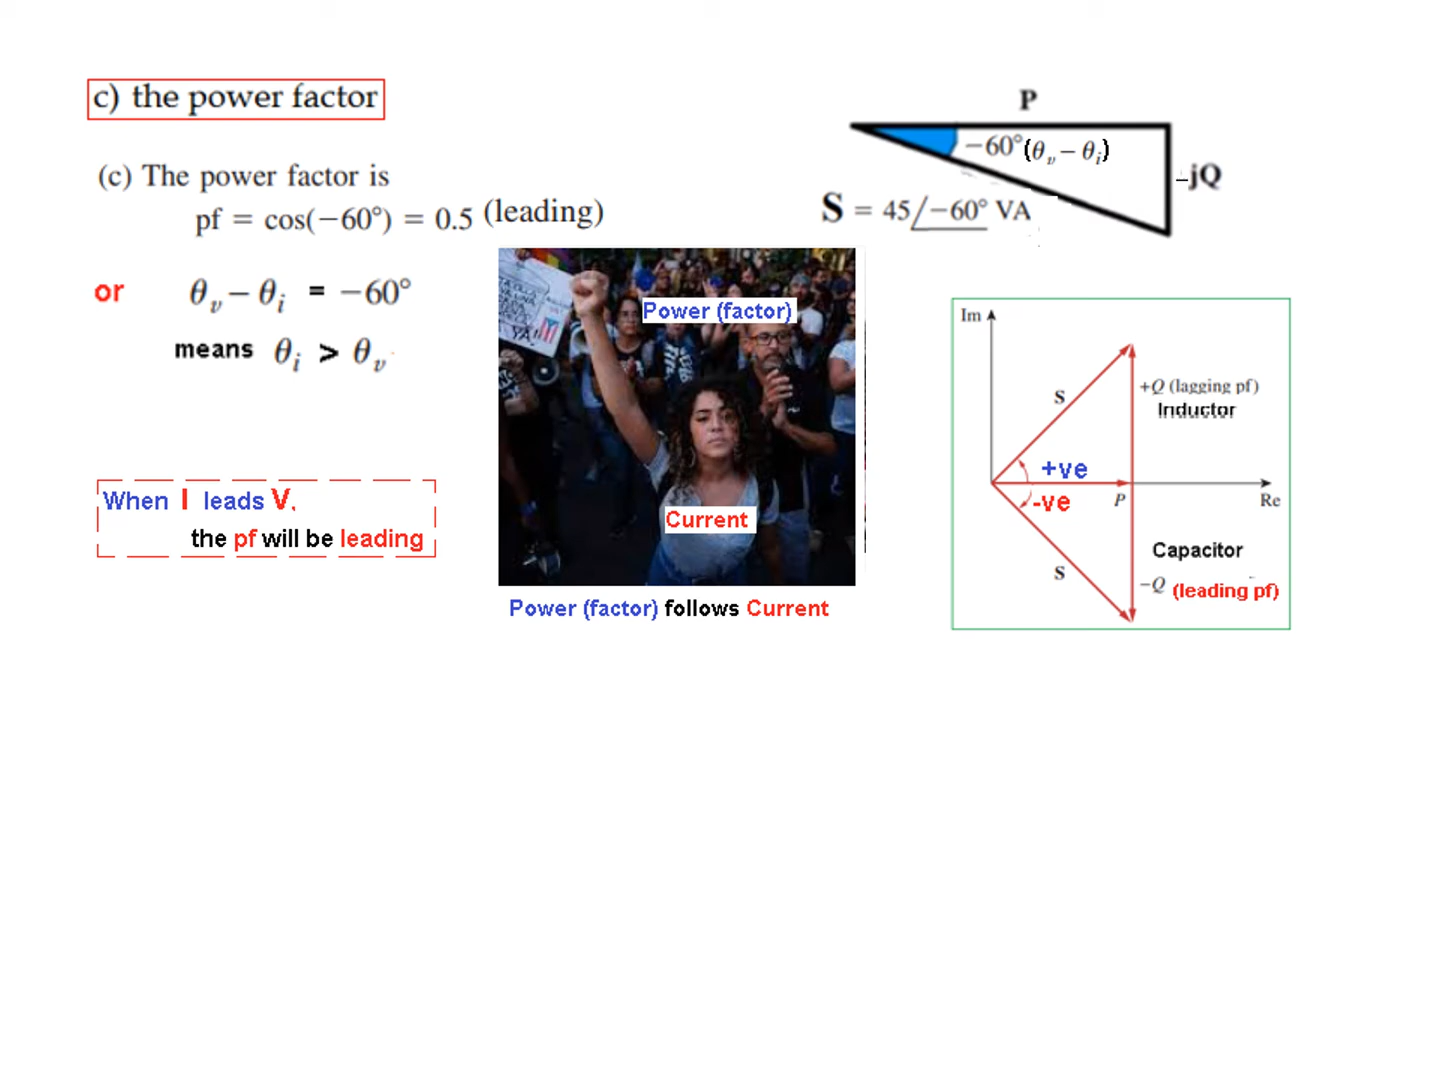 c) the power factor
(c) The power factor is
pf = cos(−60°) = 0.5 (leading)
or θv − θi = −60°
means θi > θv
When I leads V,
the pf will be leading
YA!
Power (factor)
Current
Power (factor) follows Current
P
−60°(θv − θi)
−jQ
S = 45/−60° VA
Im
S
+Q (lagging pf)
Inductor
+ve
-ve
P
Re
Capacitor
S
−Q (leading pf)